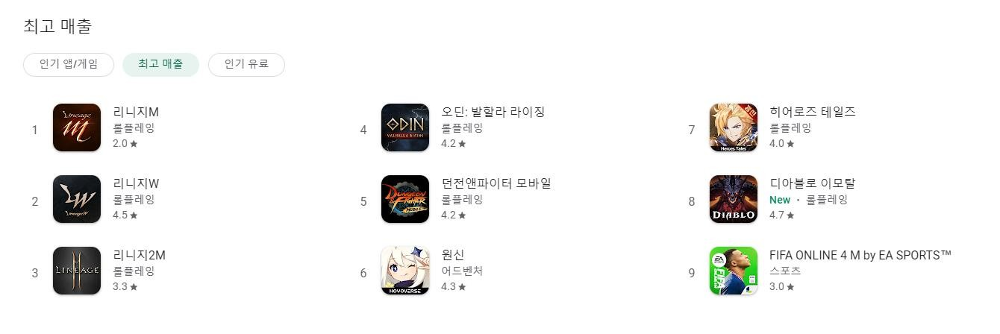 최고 매출
인기 앱/게임
최고 매출
인기 유료
1
Lineage
M
리니지M
롤플레잉
2.0 ★
2
LW
Lineage W
리니지W
롤플레잉
4.5 ★
3
LINEAGE
II
리니지2M
롤플레잉
3.3 ★
4
ODIN
VALHALLA RISING
오딘: 발할라 라이징
롤플레잉
4.2 ★
5
DUNGEON
& FIGHTER
MOBILE
던전앤파이터 모바일
롤플레잉
4.2 ★
6
HOYOVERSE
원신
어드벤처
4.3 ★
7
Heroes Tales
히어로즈 테일즈
롤플레잉
4.0 ★
8
DIABLO
디아블로 이모탈
New · 롤플레잉
4.7 ★
9
EA
SPORTS
FIFA
FIFA ONLINE 4 M by EA SPORTS™
스포츠
3.0 ★